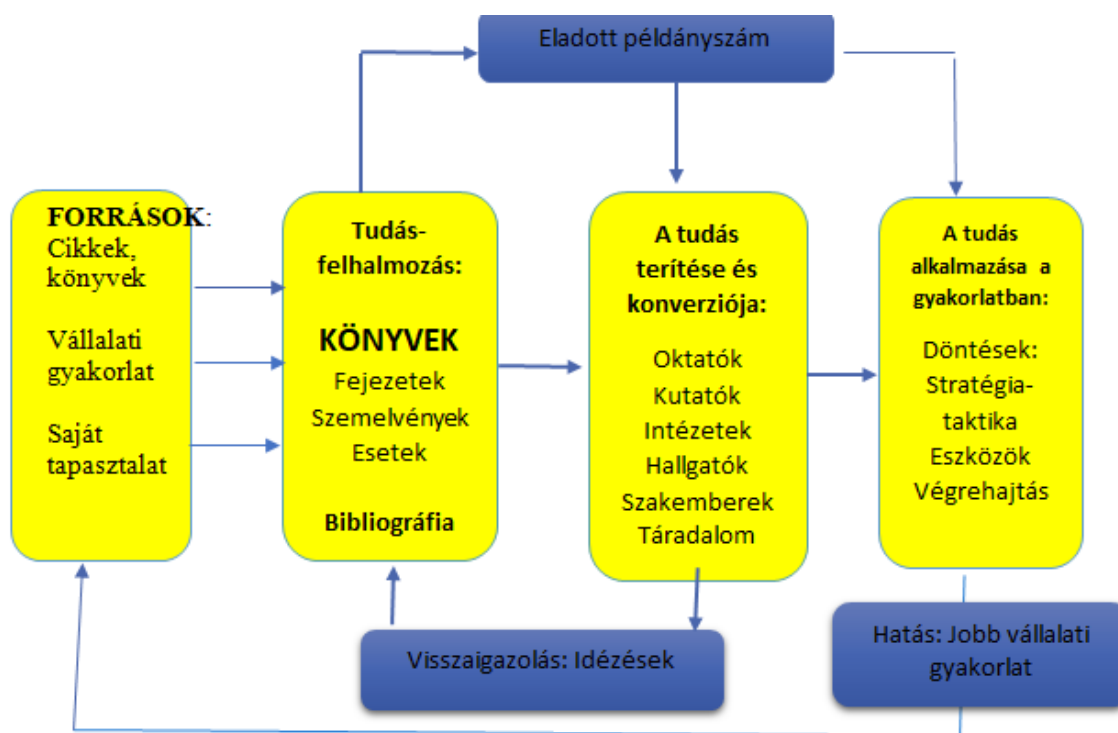 Eladott példányszám
FORRÁSOK:
Cikkek,
könyvek
Vállalati
gyakorlat
Saját
tapasztalat
Tudás-
felhalmozás:
KÖNYVEK
Fejezetek
Szemelvények
Esetek
Bibliográfia
A tudás
terítése és
konverziója:
Oktatók
Kutatók
Intézetek
Hallgatók
Szakemberek
Táradalom
A tudás
alkalmazása a
gyakorlatban:
Döntések:
Stratégia-
taktika
Eszközök
Végrehajtás
Visszaigazolás: Idézések
Hatás: Jobb vállalati
gyakorlat